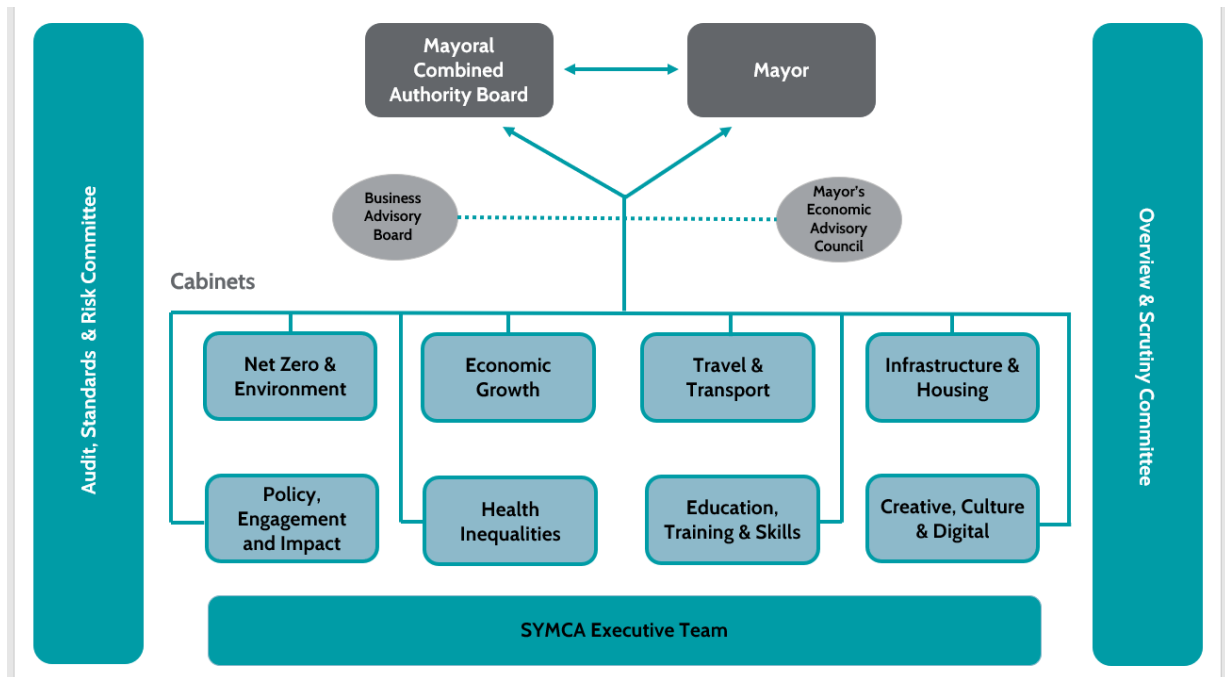 Mayoral
Combined
Authority Board
Mayor
Business
Advisory
Board
Mayor's
Economic
Advisory
Council
Audit, Standards & Risk Committee
Overview & Scrutiny Committee
Cabinets
Net Zero &
Environment
Economic
Growth
Travel &
Transport
Infrastructure &
Housing
Policy,
Engagement
and Impact
Health
Inequalities
Education,
Training & Skills
Creative, Culture
& Digital
SYMCA Executive Team